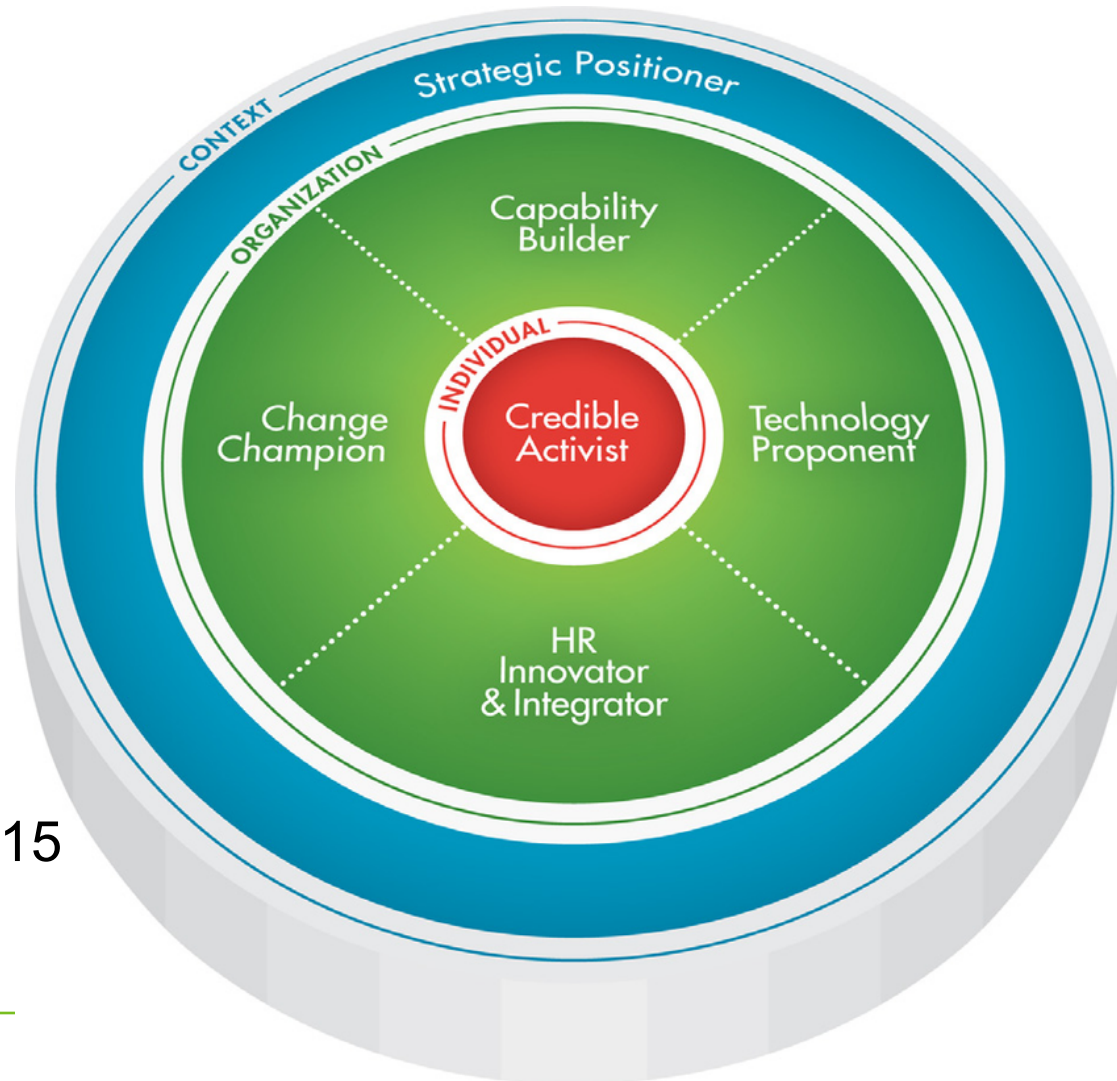 CONTEXT
Strategic Positioner
ORGANIZATION
Capability
Builder
INDIVIDUAL
Credible
Activist
Change
Champion
Technology
Proponent
HR
Innovator
& Integrator
15